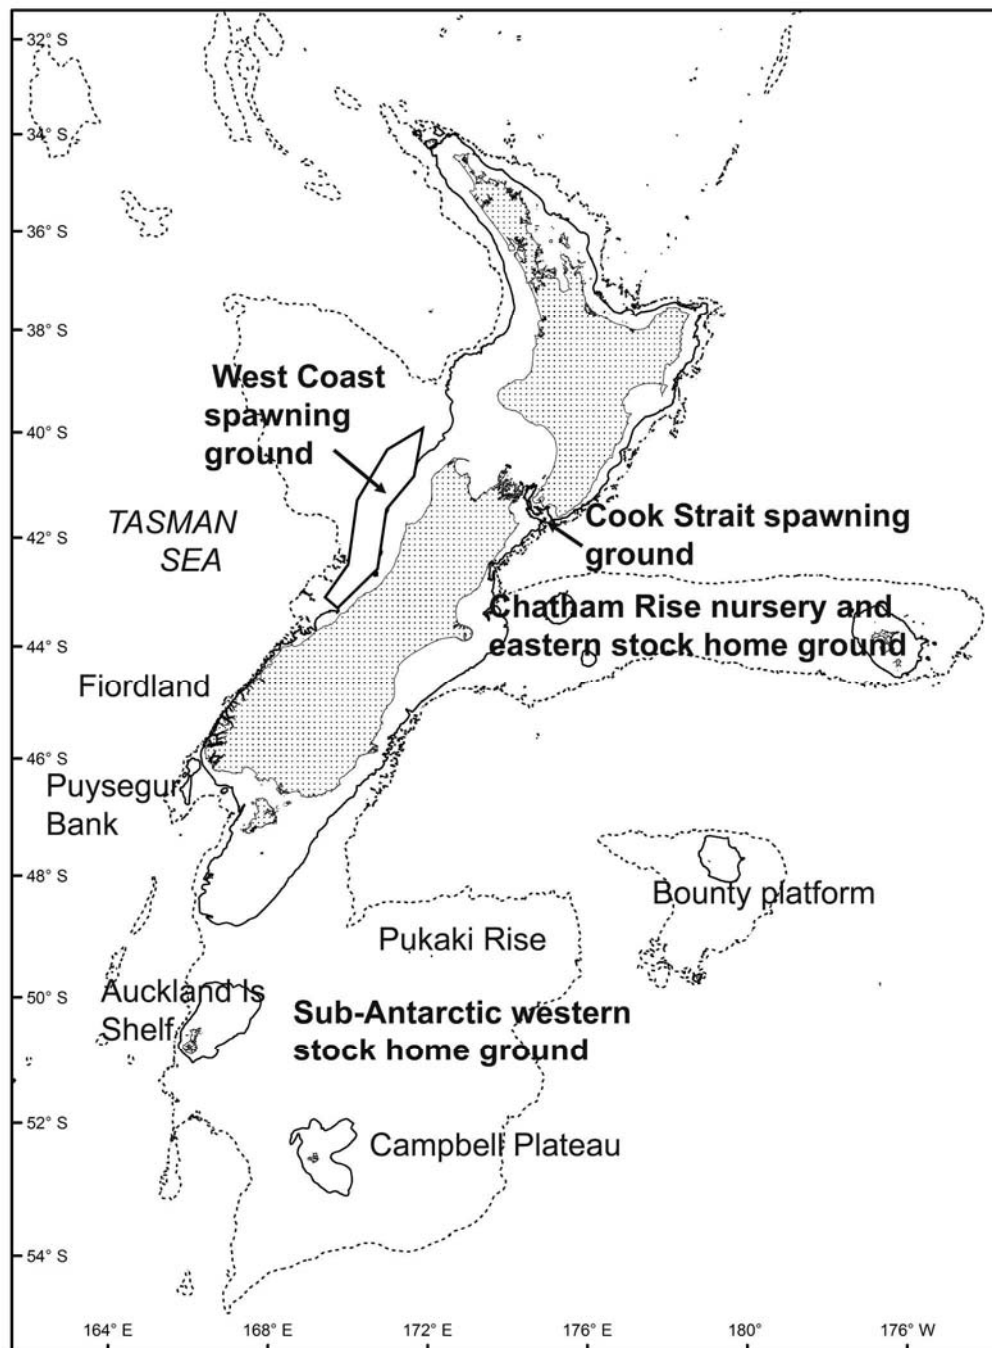 32° S
34° S
36° S
38° S
West Coast
spawning
ground
40° S
TASMAN
SEA
42° S
Cook Strait spawning
ground
Chatham Rise nursery and
eastern stock home ground
44° S
Fiordland
46° S
Puysegur
Bank
48° S
Bounty platform
Pukaki Rise
50° S
Auckland Is
Shelf
Sub-Antarctic western
stock home ground
52° S
Campbell Plateau
54° S
164° E
168° E
172° E
176° E
180°
176° W